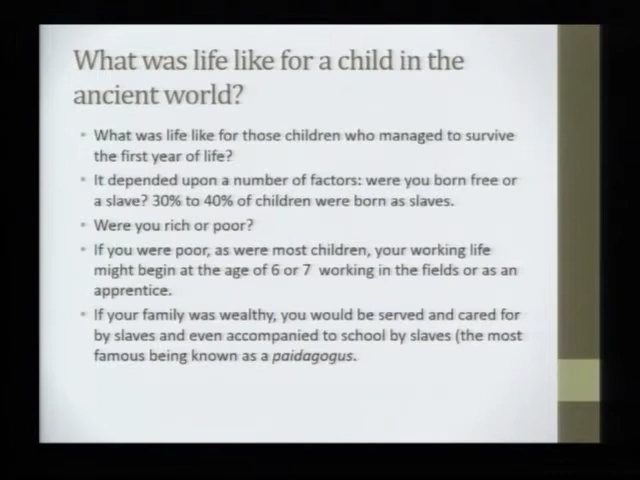 What was life like for a child in the
ancient world?
• What was life like for those children who managed to survive
the first year of life?
• It depended upon a number of factors: were you born free or
a slave? 30% to 40% of children were born as slaves.
• Were you rich or poor?
• If you were poor, as were most children, your working life
might begin at the age of 6 or 7 working in the fields or as an
apprentice.
• If your family was wealthy, you would be served and cared for
by slaves and even accompanied to school by slaves (the most
famous being known as a paidagogus.